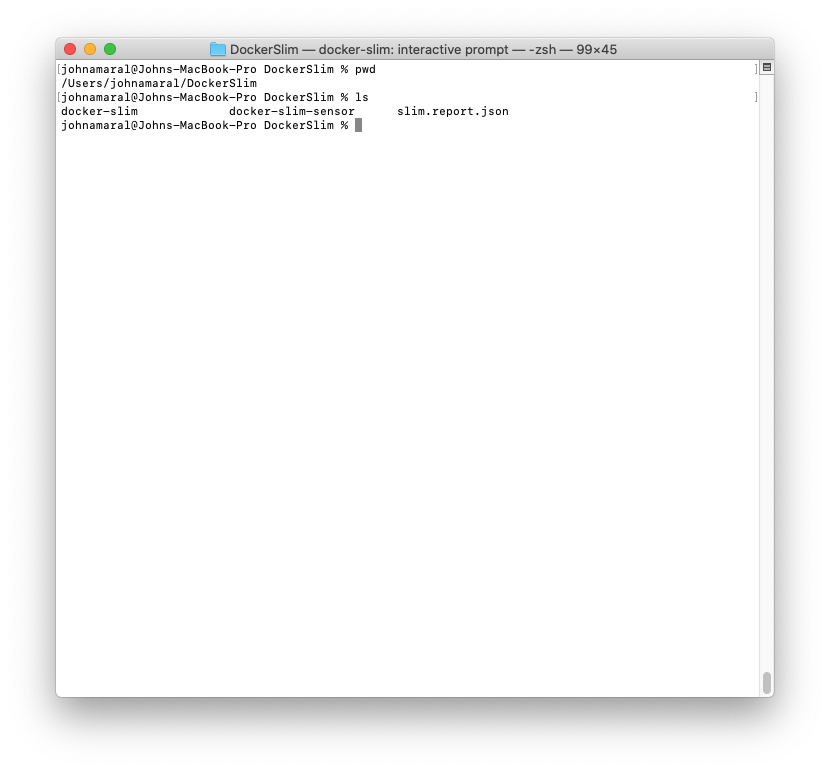 DockerSlim — docker-slim: interactive prompt — -zsh — 99×45
[johnamaral@Johns-MacBook-Pro DockerSlim % pwd ]
/Users/johnamaral/DockerSlim
[johnamaral@Johns-MacBook-Pro DockerSlim % ls ]
docker-slim docker-slim-sensor slim.report.json
johnamaral@Johns-MacBook-Pro DockerSlim %